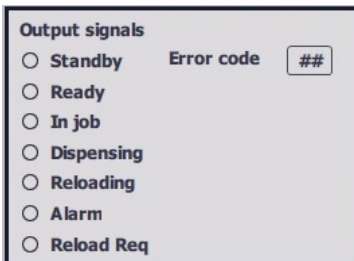 Output signals
Standby Error code ##
Ready
In job
Dispensing
Reloading
Alarm
Reload Req